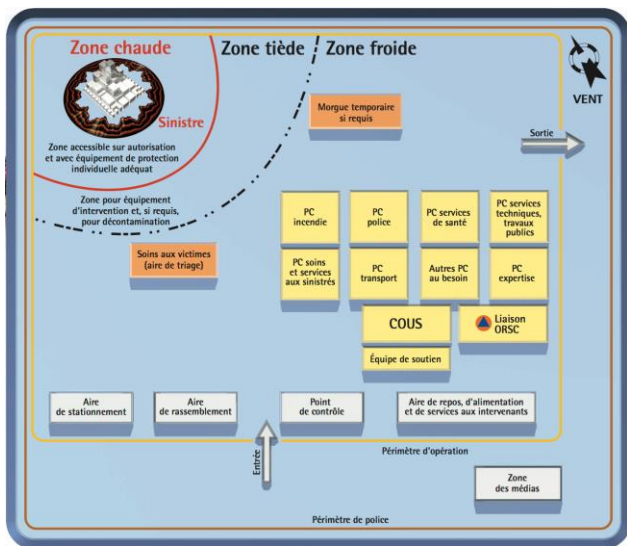 Zone chaude
Zone tiède
Zone froide
Sinistre
Zone accessible sur autorisation
et avec équipement de protection
individuelle adéquat
VENT
Morgue temporaire
si requis
Sortie
Zone pour équipement
d'intervention et, si requis,
pour décontamination
Soins aux victimes
(aire de triage)
PC
incendie
PC
police
PC services
de santé
PC services
techniques,
travaux
publics
PC soins
et services
aux sinistrés
PC
transport
Autres PC
au besoin
PC
expertise
COUS
Liaison
ORSC
Équipe de soutien
Aire
de stationnement
Aire
de rassemblement
Point
de contrôle
Aire de repos, d'alimentation
et de services aux intervenants
Entrée
Périmètre d'opération
Zone
des médias
Périmètre de police